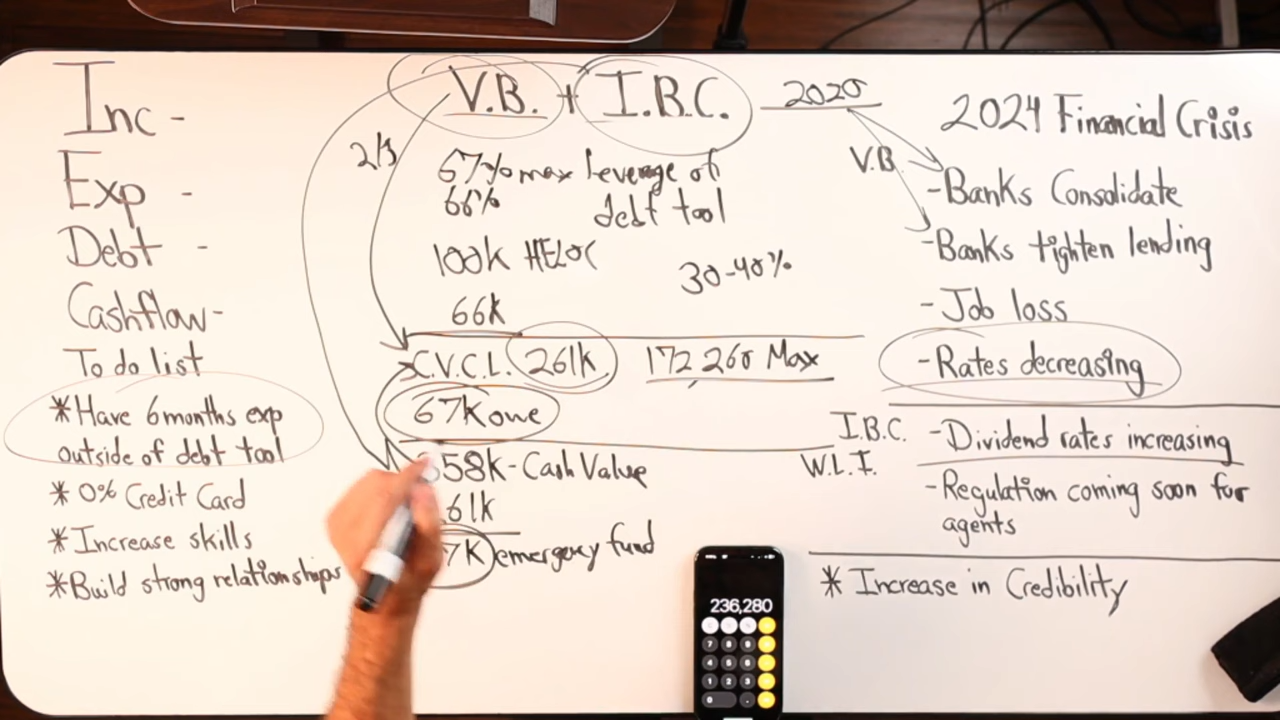 Inc -
Exp -
Debt -
Cashflow-
To do list
*Have 6 months exp
outside of debt tool
* 0% Credit Card
*Increase skills
*Build strong relationships
V.B. + I.B.C.
2/3
67% max leverage of
66% debt tool
100k HELOC
30-40%
66k
C.V.C.L. 261k 172,260 Max
67K owe
358K - Cash Value
61k
7K emergency fund
236,280
2025
2024 Financial Crisis
V.B.
-Banks Consolidate
-Banks tighten lending
-Job loss
-Rates decreasing
I.B.C. -Dividend rates increasing
W.L.I.
-Regulation coming soon for
agents
* Increase in Credibility